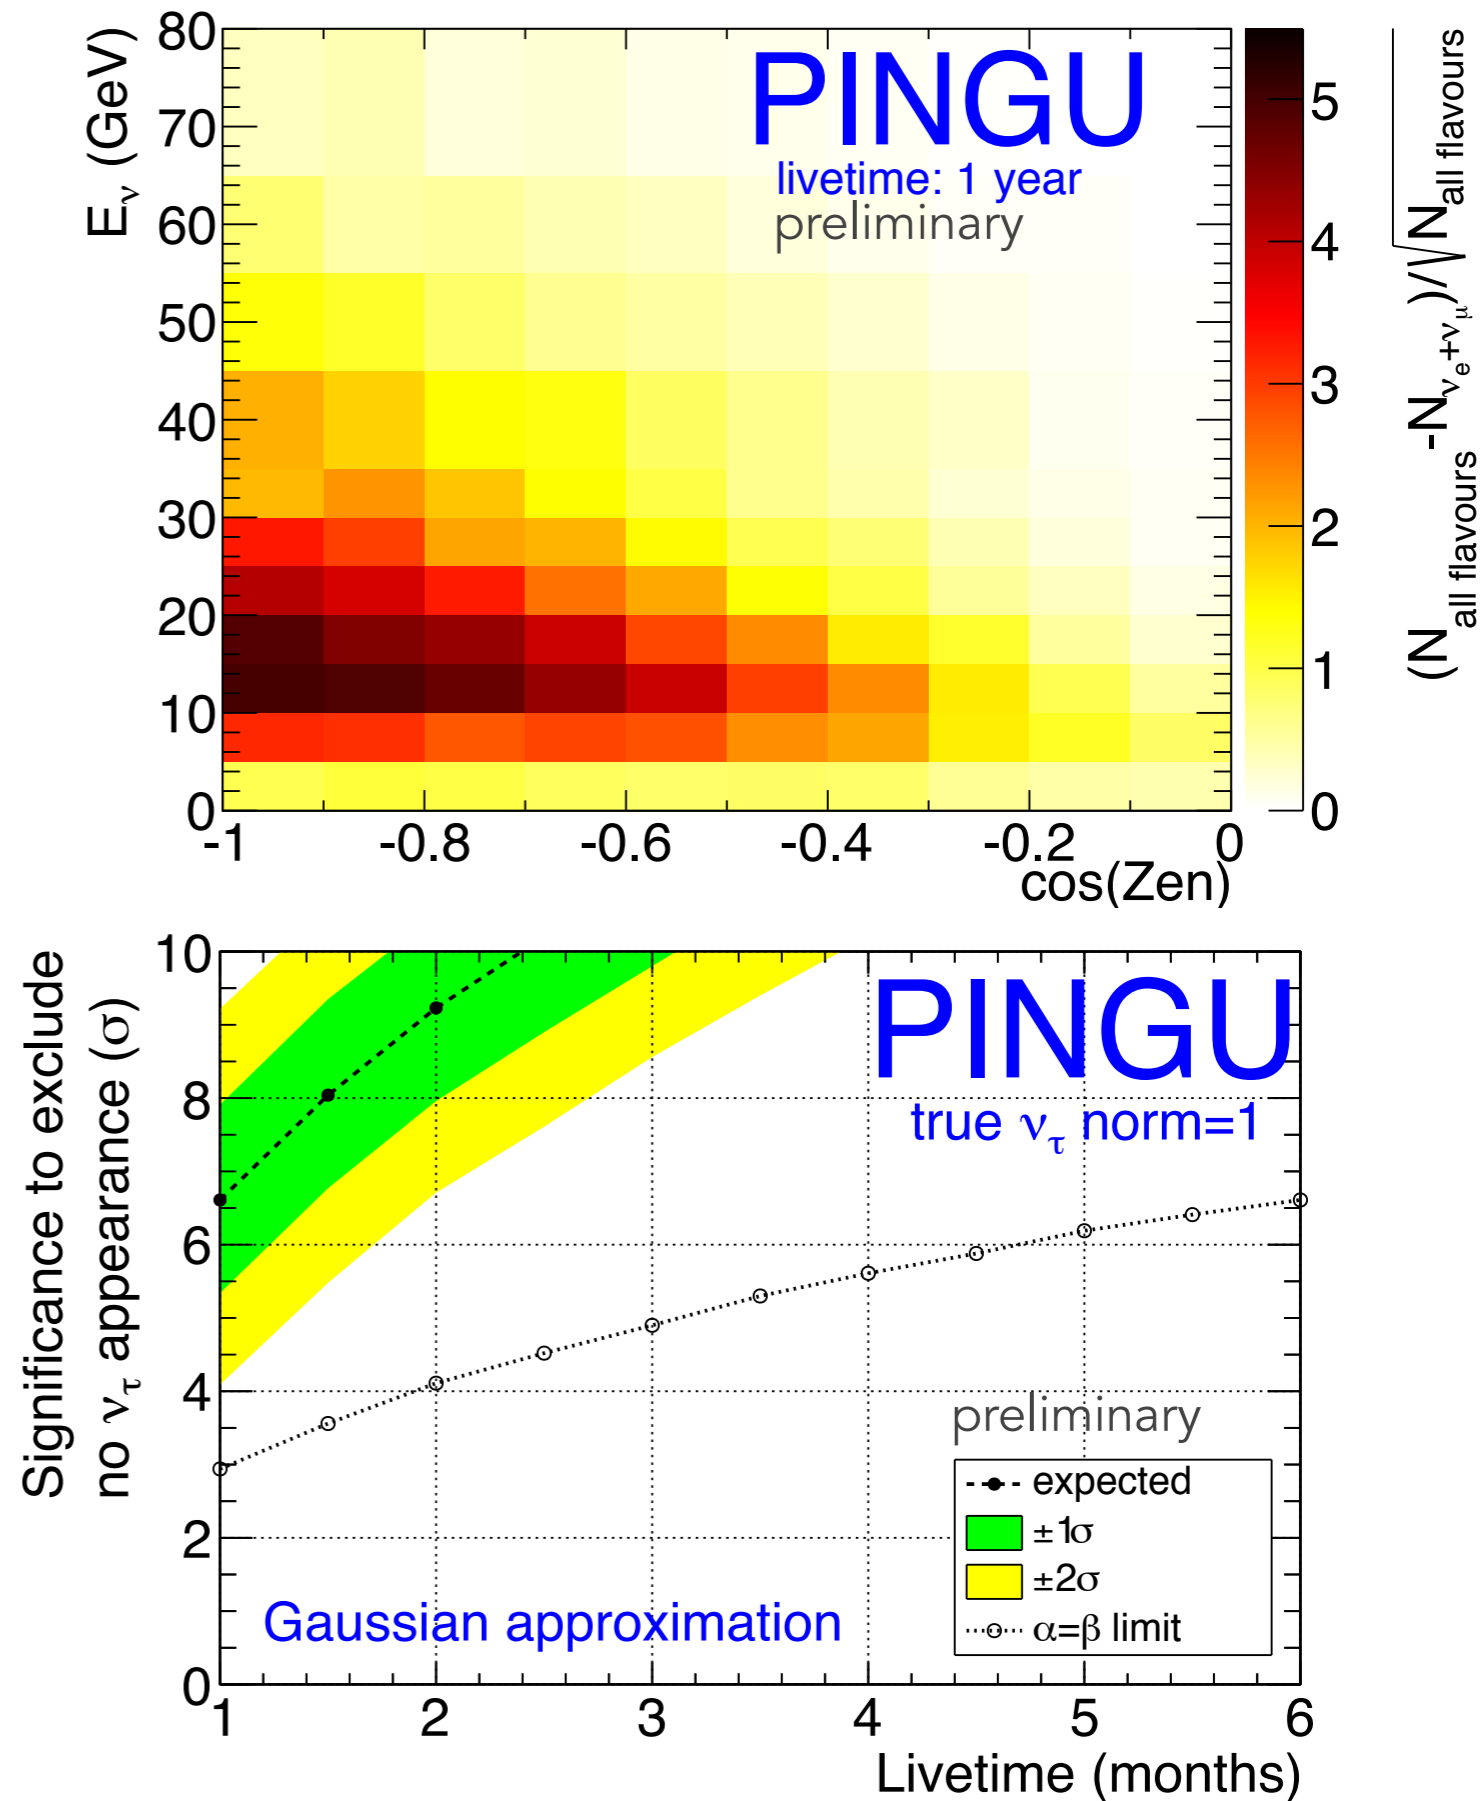 80
70
60
50
40
30
20
10
0
E_ν (GeV)
PINGU
livetime: 1 year
preliminary
5
4
3
2
1
0
(N_all flavours -N_νe+νμ)/√N_all flavours
-1 -0.8 -0.6 -0.4 -0.2 0
cos(Zen)
Significance to exclude
no ν_τ appearance (σ)
10
8
6
4
2
0
PINGU
true ν_τ norm=1
preliminary
expected
±1σ
±2σ
α=β limit
Gaussian approximation
1 2 3 4 5 6
Livetime (months)